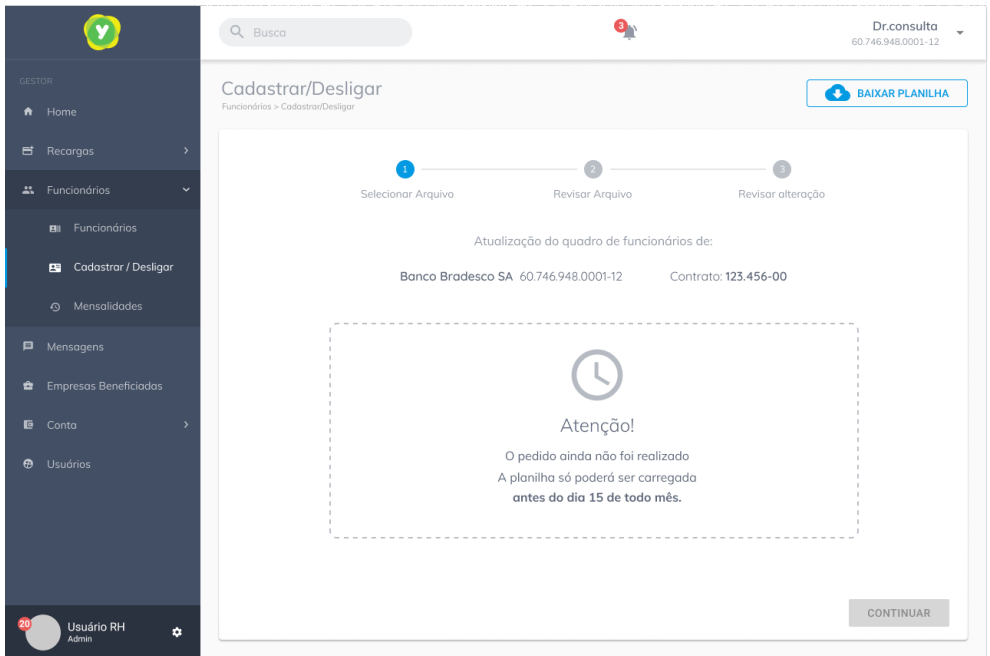 Busca
3
Dr.consulta
60.746.948.0001-12
GESTOR
Home
Recargas
Funcionários
Funcionários
Cadastrar / Desligar
Mensalidades
Mensagens
Empresas Beneficiadas
Conta
Usuários
20
Usuário RH
Admin
Cadastrar/Desligar
Funcionários > Cadastrar/Desligar
BAIXAR PLANILHA
1
2
3
Selecionar Arquivo
Revisar Arquivo
Revisar alteração
Atualização do quadro de funcionários de:
Banco Bradesco SA 60.746.948.0001-12 Contrato: 123.456-00
Atenção!
O pedido ainda não foi realizado
A planilha só poderá ser carregada
antes do dia 15 de todo mês.
CONTINUAR